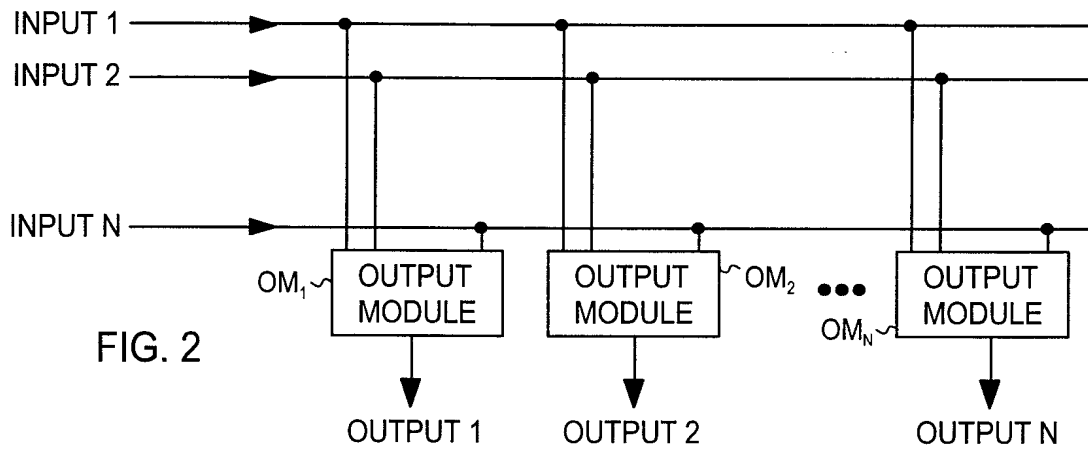 INPUT 1
INPUT 2
INPUT N
OM₁
OUTPUT
MODULE
OUTPUT
MODULE
OM₂
OUTPUT
MODULE
OM_N
FIG. 2
OUTPUT 1
OUTPUT 2
OUTPUT N